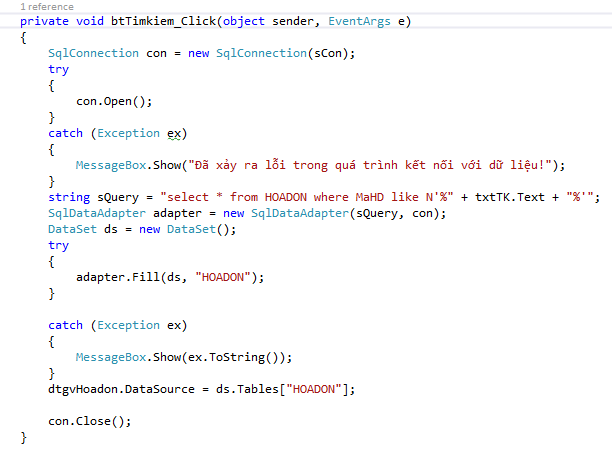 1 reference
private void btTimkiem_Click(object sender, EventArgs e)
{
    SqlConnection con = new SqlConnection(sCon);
    try
    {
        con.Open();
    }
    catch (Exception ex)
    {
        MessageBox.Show("Đã xảy ra lỗi trong quá trình kết nối với dữ liệu!");
    }
    string sQuery = "select * from HOADON where MaHD like N'%" + txtTK.Text + "%'";
    SqlDataAdapter adapter = new SqlDataAdapter(sQuery, con);
    DataSet ds = new DataSet();
    try
    {
        adapter.Fill(ds, "HOADON");
    }

    catch (Exception ex)
    {
        MessageBox.Show(ex.ToString());
    }
    dtgvHoadon.DataSource = ds.Tables["HOADON"];

    con.Close();
}